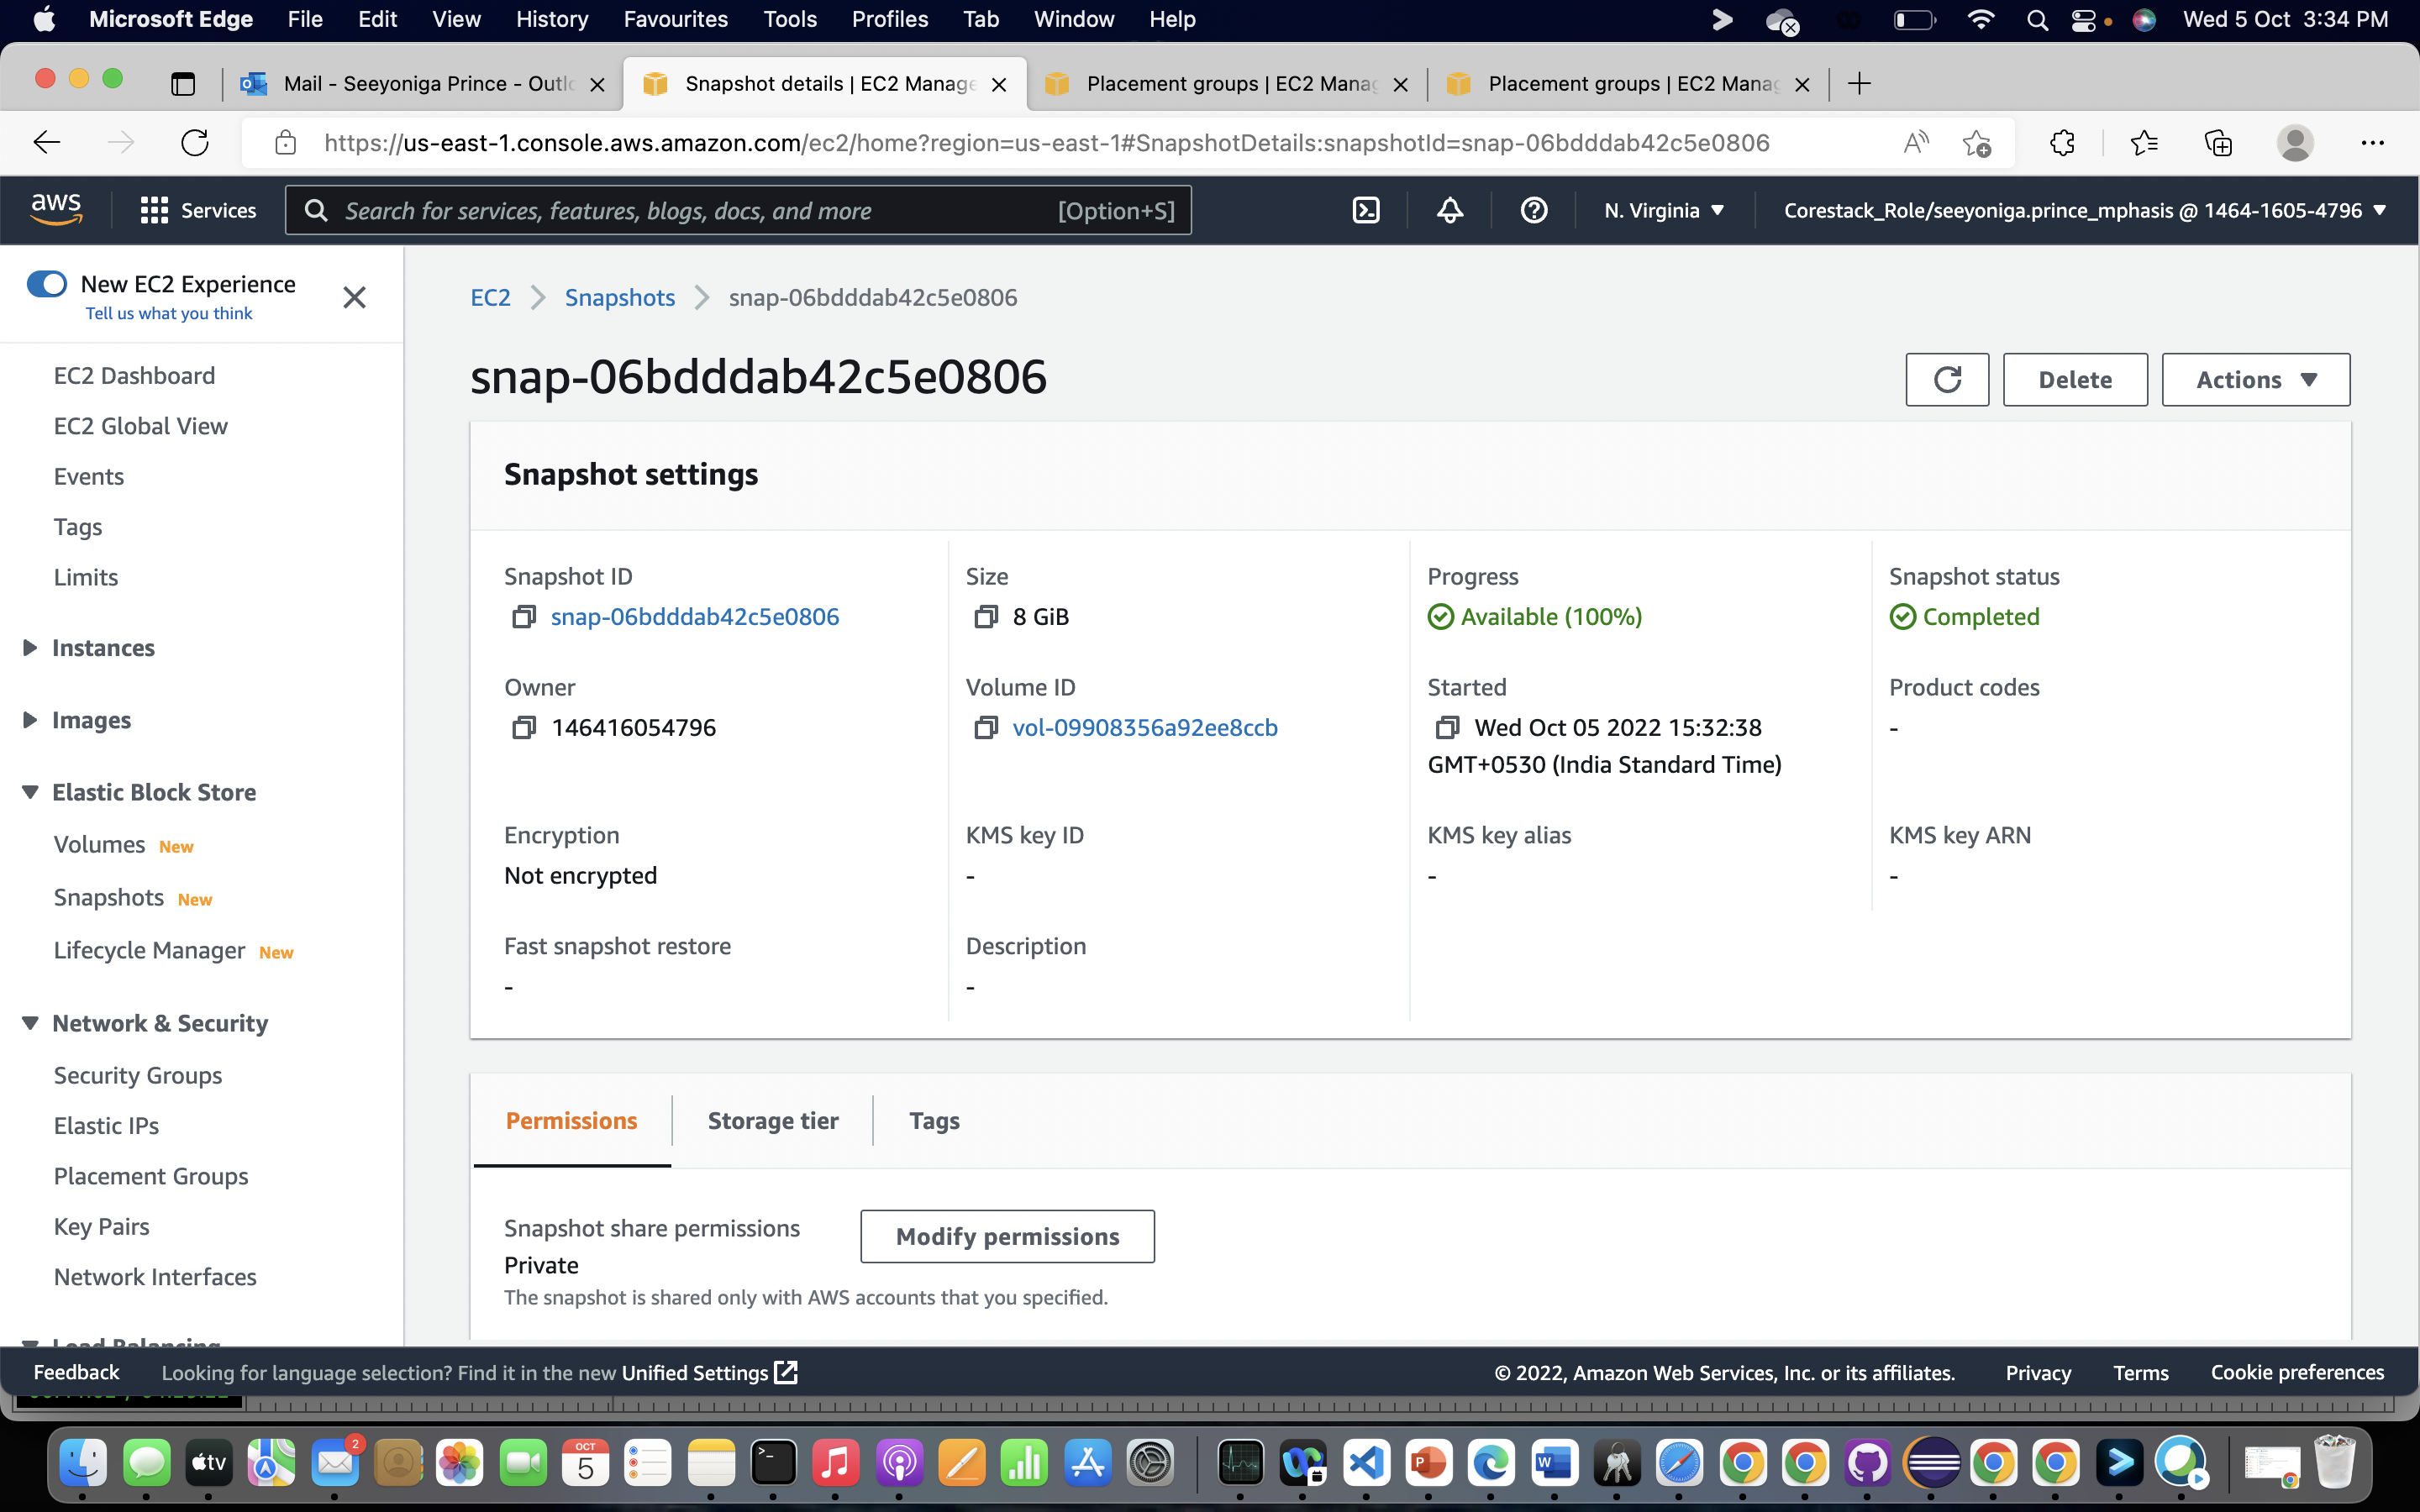 Microsoft Edge File Edit View History Favourites Tools Profiles Tab Window Help Wed 5 Oct 3:34 PM
Mail - Seeyoniga Prince - Outlo Snapshot details | EC2 Manage Placement groups | EC2 Manag Placement groups | EC2 Manag
https://us-east-1.console.aws.amazon.com/ec2/home?region=us-east-1#SnapshotDetails:snapshotId=snap-06bdddab42c5e0806
aws Services Search for services, features, blogs, docs, and more [Option+S] N. Virginia Corestack_Role/seeyoniga.prince_mphasis @ 1464-1605-4796
New EC2 Experience
Tell us what you think
EC2 Dashboard
EC2 Global View
Events
Tags
Limits
Instances
Images
Elastic Block Store
Volumes New
Snapshots New
Lifecycle Manager New
Network & Security
Security Groups
Elastic IPs
Placement Groups
Key Pairs
Network Interfaces
Load Balancing
EC2 Snapshots snap-06bdddab42c5e0806
snap-06bdddab42c5e0806
Delete Actions
Snapshot settings
Snapshot ID Size Progress Snapshot status
snap-06bdddab42c5e0806 8 GiB Available (100%) Completed
Owner Volume ID Started Product codes
146416054796 vol-09908356a92ee8ccb Wed Oct 05 2022 15:32:38 -
GMT+0530 (India Standard Time)
Encryption KMS key ID KMS key alias KMS key ARN
Not encrypted - - -
Fast snapshot restore Description
- -
Permissions Storage tier Tags
Snapshot share permissions Modify permissions
Private
The snapshot is shared only with AWS accounts that you specified.
Feedback Looking for language selection? Find it in the new Unified Settings © 2022, Amazon Web Services, Inc. or its affiliates. Privacy Terms Cookie preferences
tv 2 OCT 5 P W